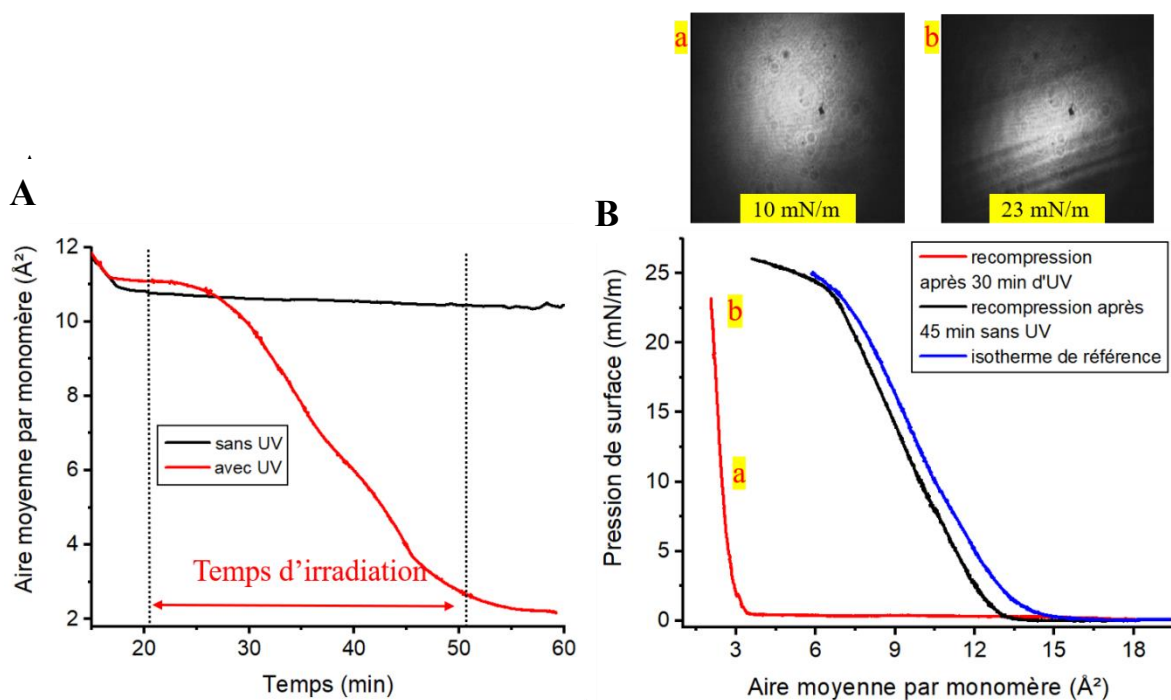 a
b
10 mN/m
23 mN/m
A
B
Aire moyenne par monomère (Å²)
12
10
8
6
4
2
sans UV
avec UV
Temps d’irradiation
20
30
40
50
60
Temps (min)
Pression de surface (mN/m)
25
20
15
10
5
0
recompression
après 30 min d'UV
recompression après
45 min sans UV
isotherme de référence
b
a
3
6
9
12
15
18
Aire moyenne par monomère (Å²)